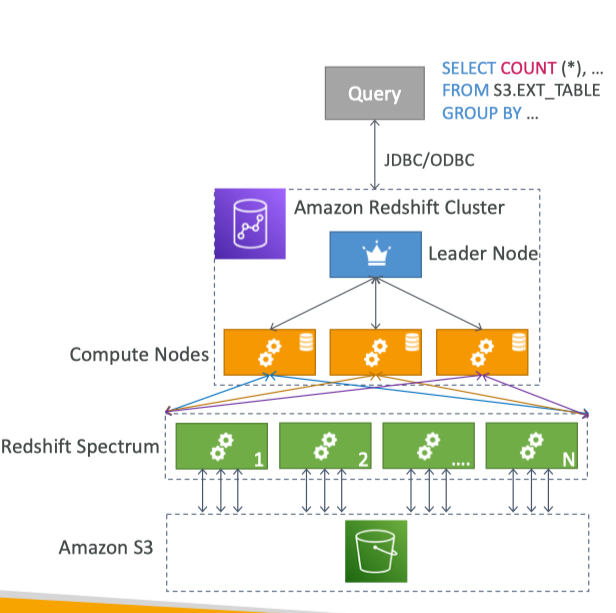 SELECT COUNT (*), ...
FROM S3.EXT_TABLE
GROUP BY ...
Query
JDBC/ODBC
Amazon Redshift Cluster
Leader Node
Compute Nodes
Redshift Spectrum
1
2
....
N
Amazon S3